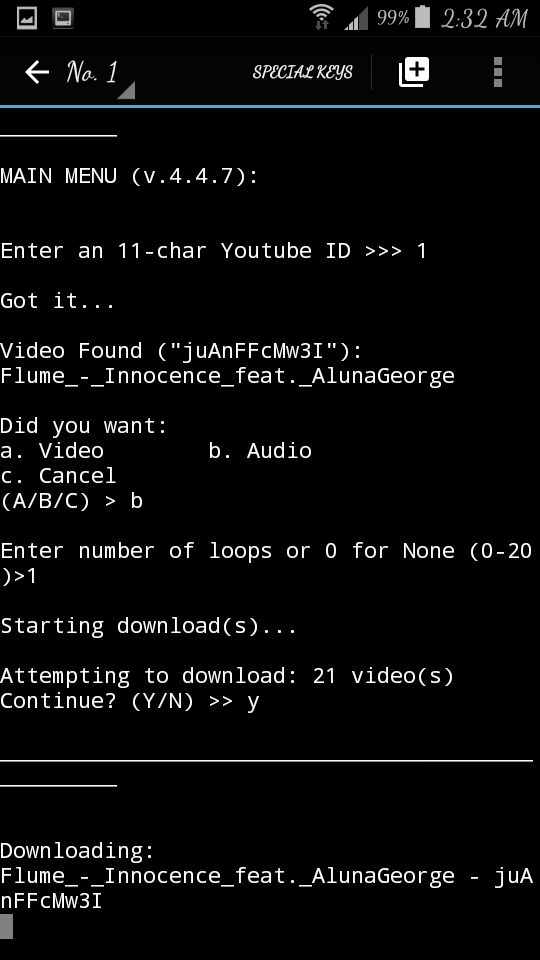 99% 2:32 AM
No. 1 SPECIAL KEYS
MAIN MENU (v.4.4.7):
Enter an 11-char Youtube ID >>> 1
Got it...
Video Found ("juAnFFcMw3I"):
Flume_-_Innocence_feat._AlunaGeorge
Did you want:
a. Video b. Audio
c. Cancel
(A/B/C) > b
Enter number of loops or 0 for None (0-20
)>1
Starting download(s)...
Attempting to download: 21 video(s)
Continue? (Y/N) >> y
Downloading:
Flume_-_Innocence_feat._AlunaGeorge - juA
nFFcMw3I